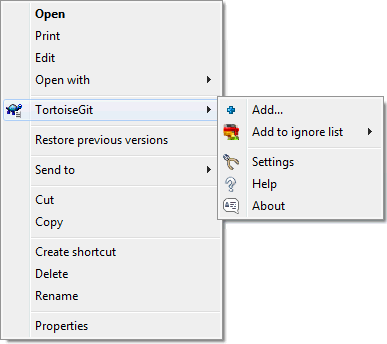 Open
Print
Edit
Open with
TortoiseGit
Restore previous versions
Send to
Cut
Copy
Create shortcut
Delete
Rename
Properties
Add...
Add to ignore list
Settings
Help
About